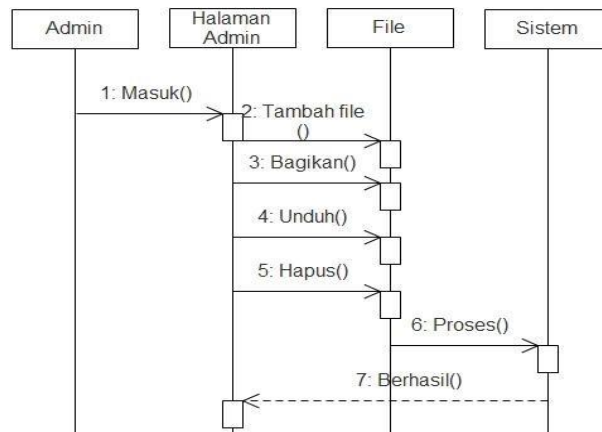 Admin
Halaman
Admin
File
Sistem
1: Masuk()
2: Tambah file
()
3: Bagikan()
4: Unduh()
5: Hapus()
6: Proses()
7: Berhasil()